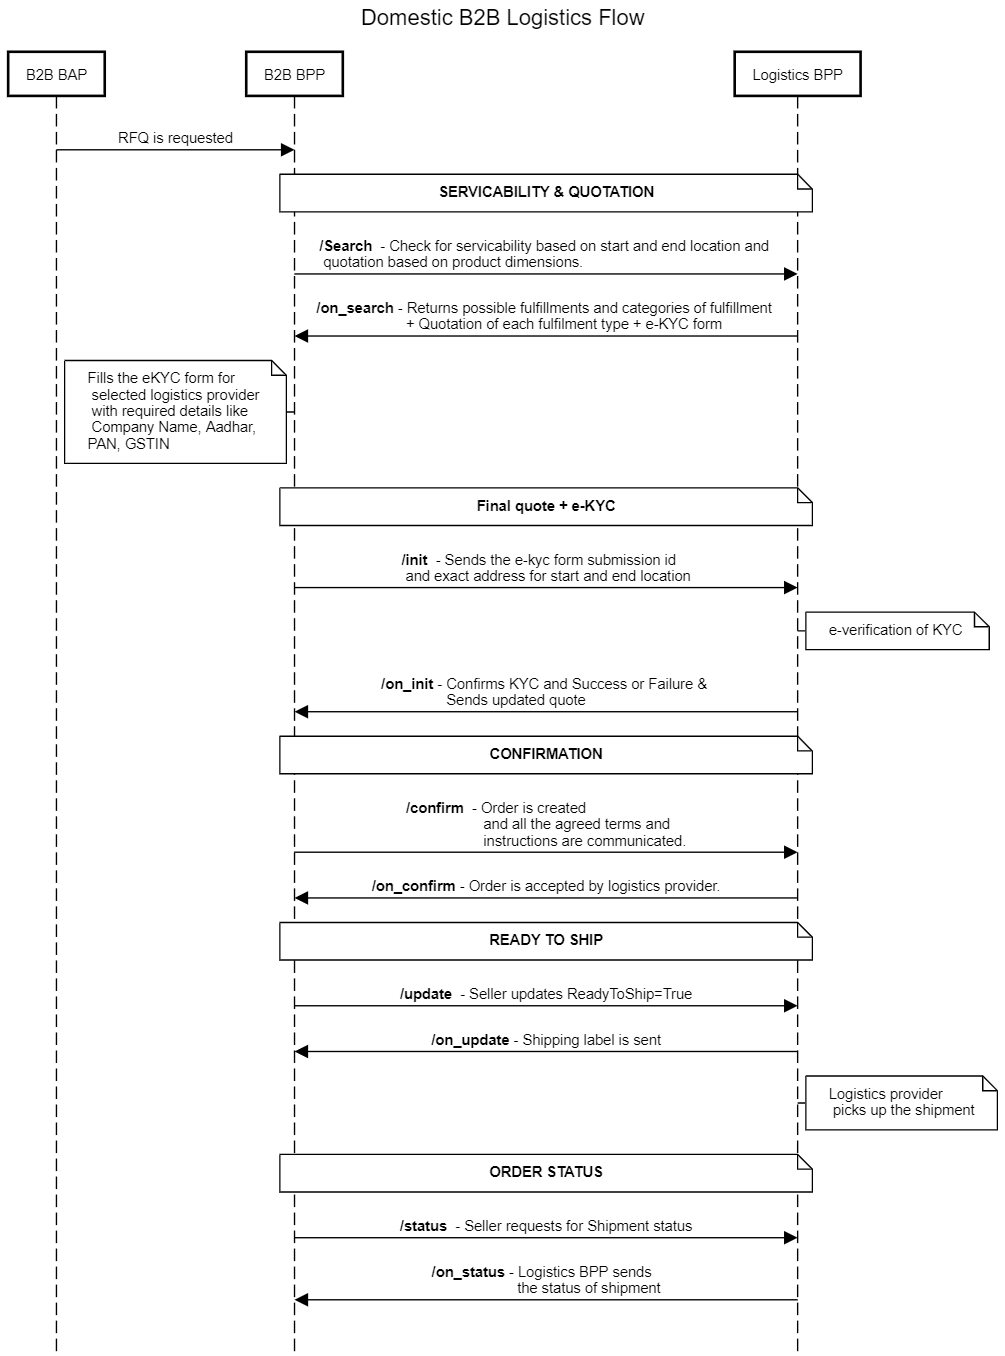 Domestic B2B Logistics Flow
B2B BAP
B2B BPP
Logistics BPP
RFQ is requested
SERVICABILITY & QUOTATION
/Search - Check for servicability based on start and end location and
quotation based on product dimensions.
/on_search - Returns possible fulfillments and categories of fulfillment
+ Quotation of each fulfilment type + e-KYC form
Fills the eKYC form for
selected logistics provider
with required details like
Company Name, Aadhar,
PAN, GSTIN
Final quote + e-KYC
/init - Sends the e-kyc form submission id
and exact address for start and end location
e-verification of KYC
/on_init - Confirms KYC and Success or Failure &
Sends updated quote
CONFIRMATION
/confirm - Order is created
and all the agreed terms and
instructions are communicated.
/on_confirm - Order is accepted by logistics provider.
READY TO SHIP
/update - Seller updates ReadyToShip=True
/on_update - Shipping label is sent
Logistics provider
picks up the shipment
ORDER STATUS
/status - Seller requests for Shipment status
/on_status - Logistics BPP sends
the status of shipment